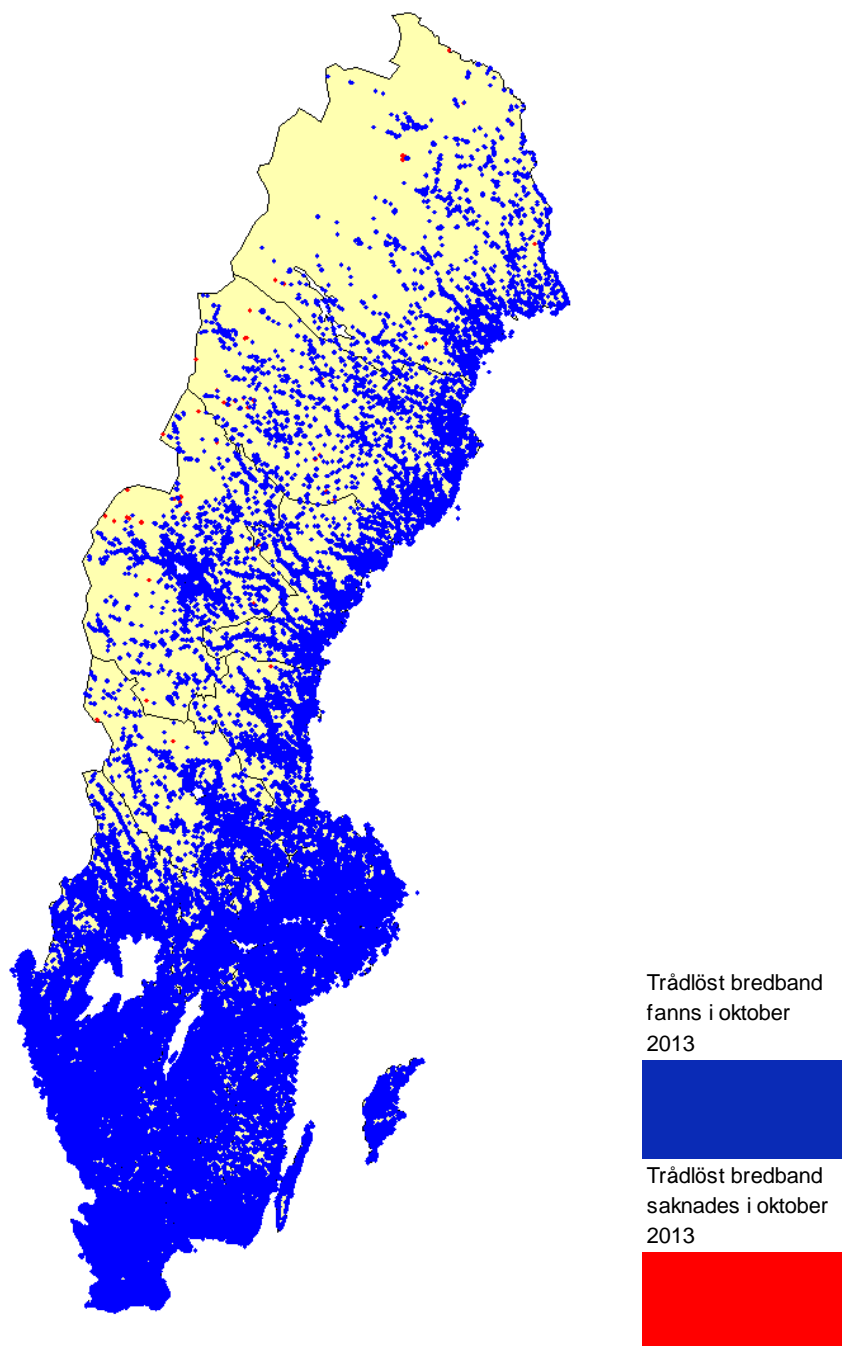 Trådlöst bredband
fanns i oktober
2013
Trådlöst bredband
saknades i oktober
2013